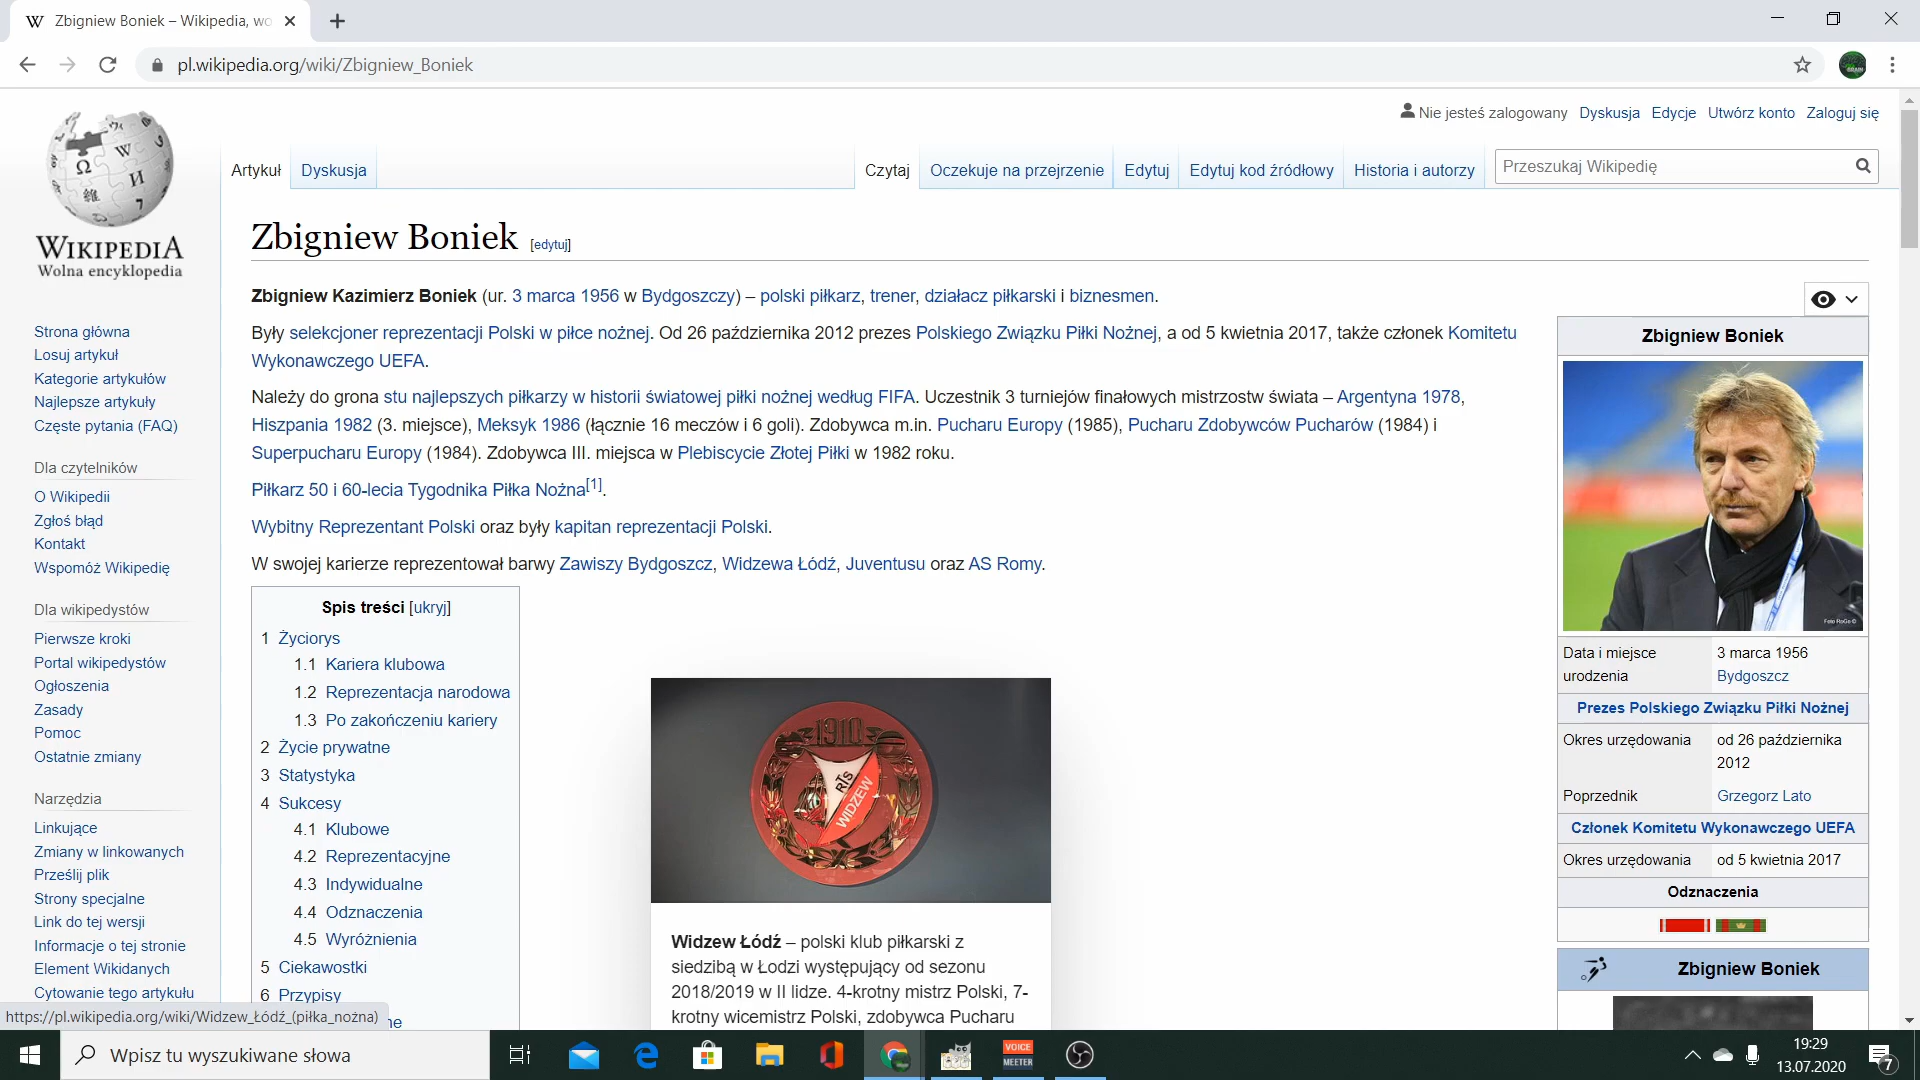 Zbigniew Boniek – Wikipedia, wo
pl.wikipedia.org/wiki/Zbigniew_Boniek
Nie jesteś zalogowany Dyskusja Edycje Utwórz konto Zaloguj się
Artykuł Dyskusja Czytaj Oczekuje na przejrzenie Edytuj Edytuj kod źródłowy Historia i autorzy Przeszukaj Wikipedię
WIKIPEDIA
Wolna encyklopedia
Strona główna
Losuj artykuł
Kategorie artykułów
Najlepsze artykuły
Częste pytania (FAQ)
Dla czytelników
O Wikipedii
Zgłoś błąd
Kontakt
Wspomóż Wikipedię
Dla wikipedystów
Pierwsze kroki
Portal wikipedystów
Ogłoszenia
Zasady
Pomoc
Ostatnie zmiany
Narzędzia
Linkujące
Zmiany w linkowanych
Prześlij plik
Strony specjalne
Link do tej wersji
Informacje o tej stronie
Element Wikidanych
Cytowanie tego artykułu
Zbigniew Boniek [edytuj]
Zbigniew Kazimierz Boniek (ur. 3 marca 1956 w Bydgoszczy) – polski piłkarz, trener, działacz piłkarski i biznesmen.
Były selekcjoner reprezentacji Polski w piłce nożnej. Od 26 października 2012 prezes Polskiego Związku Piłki Nożnej, a od 5 kwietnia 2017, także członek Komitetu
Wykonawczego UEFA.
Należy do grona stu najlepszych piłkarzy w historii światowej piłki nożnej według FIFA. Uczestnik 3 turniejów finałowych mistrzostw świata – Argentyna 1978,
Hiszpania 1982 (3. miejsce), Meksyk 1986 (łącznie 16 meczów i 6 goli). Zdobywca m.in. Pucharu Europy (1985), Pucharu Zdobywców Pucharów (1984) i
Superpucharu Europy (1984). Zdobywca III. miejsca w Plebiscycie Złotej Piłki w 1982 roku.
Piłkarz 50 i 60-lecia Tygodnika Piłka Nożna[1].
Wybitny Reprezentant Polski oraz były kapitan reprezentacji Polski.
W swojej karierze reprezentował barwy Zawiszy Bydgoszcz, Widzewa Łódź, Juventusu oraz AS Romy.
Spis treści [ukryj]
1 Życiorys
1.1 Kariera klubowa
1.2 Reprezentacja narodowa
1.3 Po zakończeniu kariery
2 Życie prywatne
3 Statystyka
4 Sukcesy
4.1 Klubowe
4.2 Reprezentacyjne
4.3 Indywidualne
4.4 Odznaczenia
4.5 Wyróżnienia
5 Ciekawostki
6 Przypisy
ne
1910
RTS
WIDZEW
Widzew Łódź – polski klub piłkarski z
siedzibą w Łodzi występujący od sezonu
2018/2019 w II lidze. 4-krotny mistrz Polski, 7-
krotny wicemistrz Polski, zdobywca Pucharu
Zbigniew Boniek
Foto RoGo ©
Data i miejsce urodzenia 3 marca 1956
Bydgoszcz
Prezes Polskiego Związku Piłki Nożnej
Okres urzędowania od 26 października
2012
Poprzednik Grzegorz Lato
Członek Komitetu Wykonawczego UEFA
Okres urzędowania od 5 kwietnia 2017
Odznaczenia
Zbigniew Boniek
https://pl.wikipedia.org/wiki/Widzew_Łódź_(piłka_nożna)
Wpisz tu wyszukiwane słowa
VOICE
MEETER
19:29
13.07.2020
7